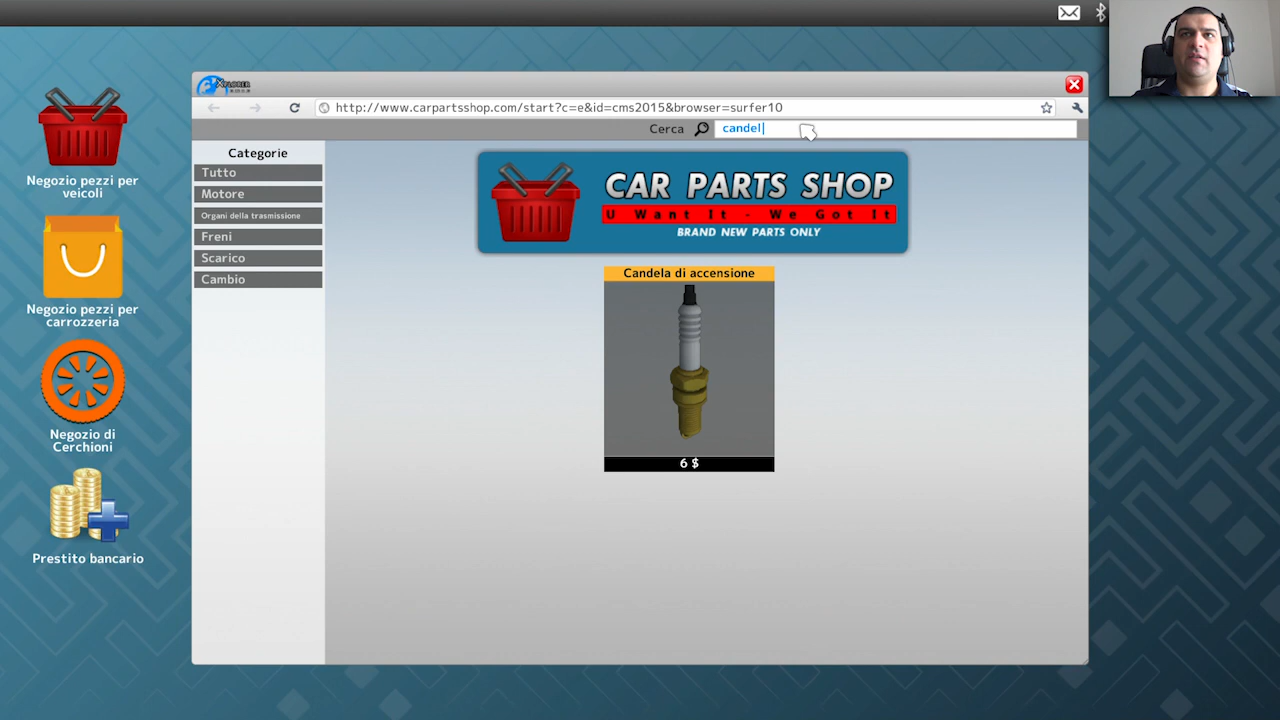 XPLORER
http://www.carpartsshop.com/start?c=e&id=cms2015&browser=surfer10
Cerca
candel
Categorie
Tutto
Motore
Organi della trasmissione
Freni
Scarico
Cambio
CAR PARTS SHOP
U Want It - We Got It
BRAND NEW PARTS ONLY
Candela di accensione
6 $
Negozio pezzi per
veicoli
Negozio pezzi per
carrozzeria
Negozio di
Cerchioni
Prestito bancario